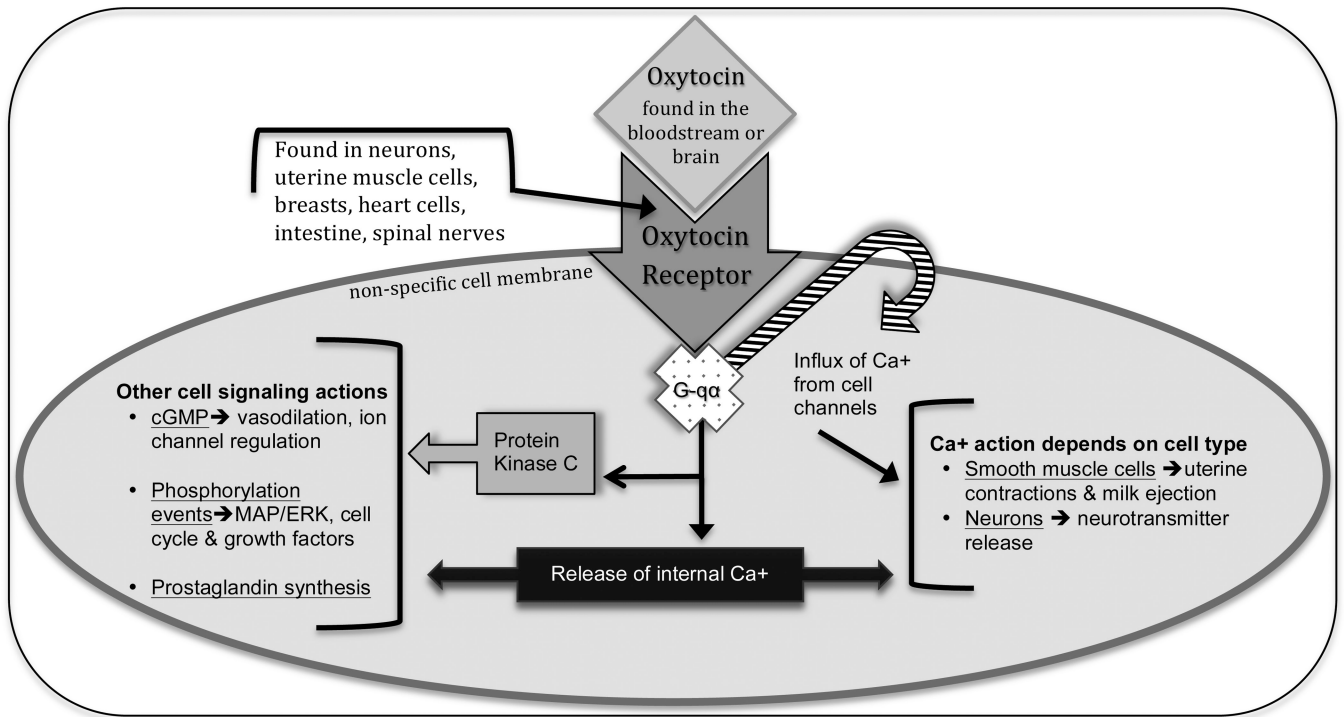 Oxytocin
found in the
bloodstream or
brain
Found in neurons,
uterine muscle cells,
breasts, heart cells,
intestine, spinal nerves
Oxytocin
Receptor
non-specific cell membrane
G-qα
Influx of Ca+
from cell
channels
Other cell signaling actions
• cGMP➔ vasodilation, ion
channel regulation
• Phosphorylation
events➔MAP/ERK, cell
cycle & growth factors
• Prostaglandin synthesis
Protein
Kinase C
Release of internal Ca+
Ca+ action depends on cell type
• Smooth muscle cells ➔uterine
contractions & milk ejection
• Neurons ➔ neurotransmitter
release